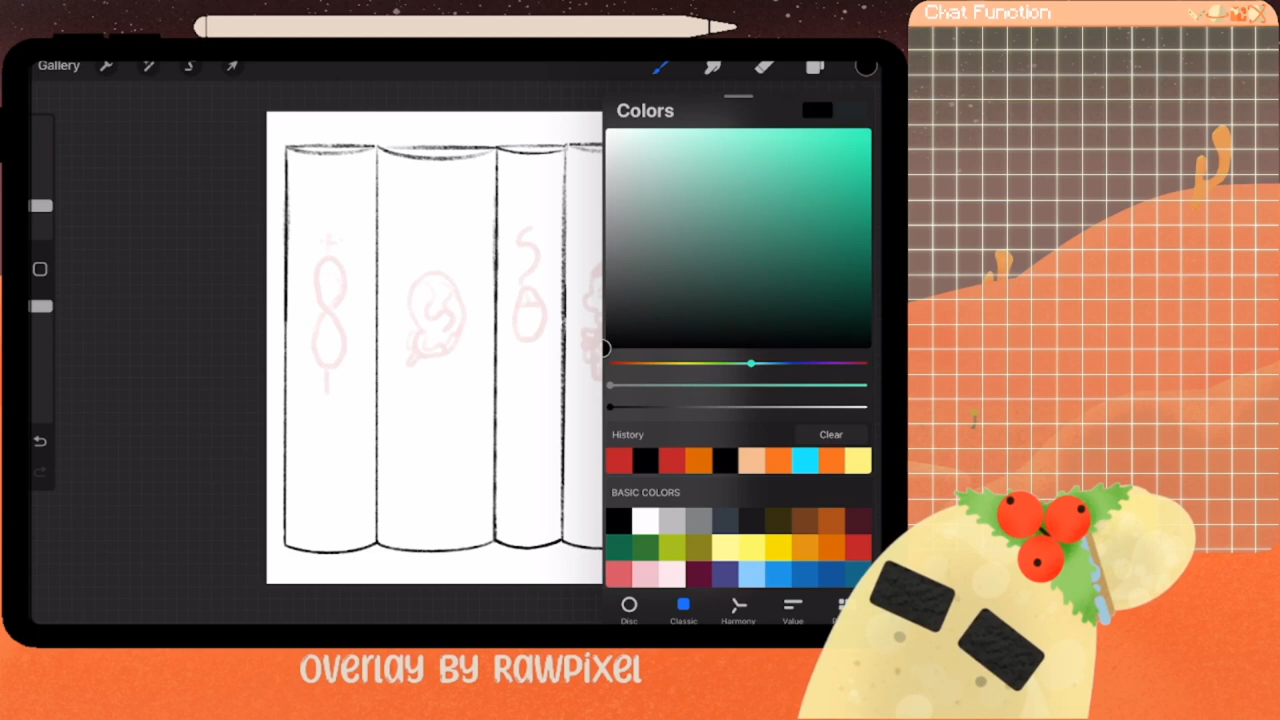 Chat Function
Gallery
Colors
History
Clear
BASIC COLORS
Disc
Classic
Harmony
Value
Overlay by Rawpixel